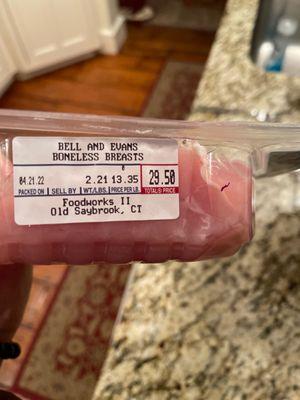 BELL AND EVANS
BONELESS BREASTS
04.21.22 2.21 13.35 29.50
PACKED ON SELL BY WT/LBS. PRICE PER LB. TOTAL $ PRICE
Foodworks II
Old Saybrook, CT